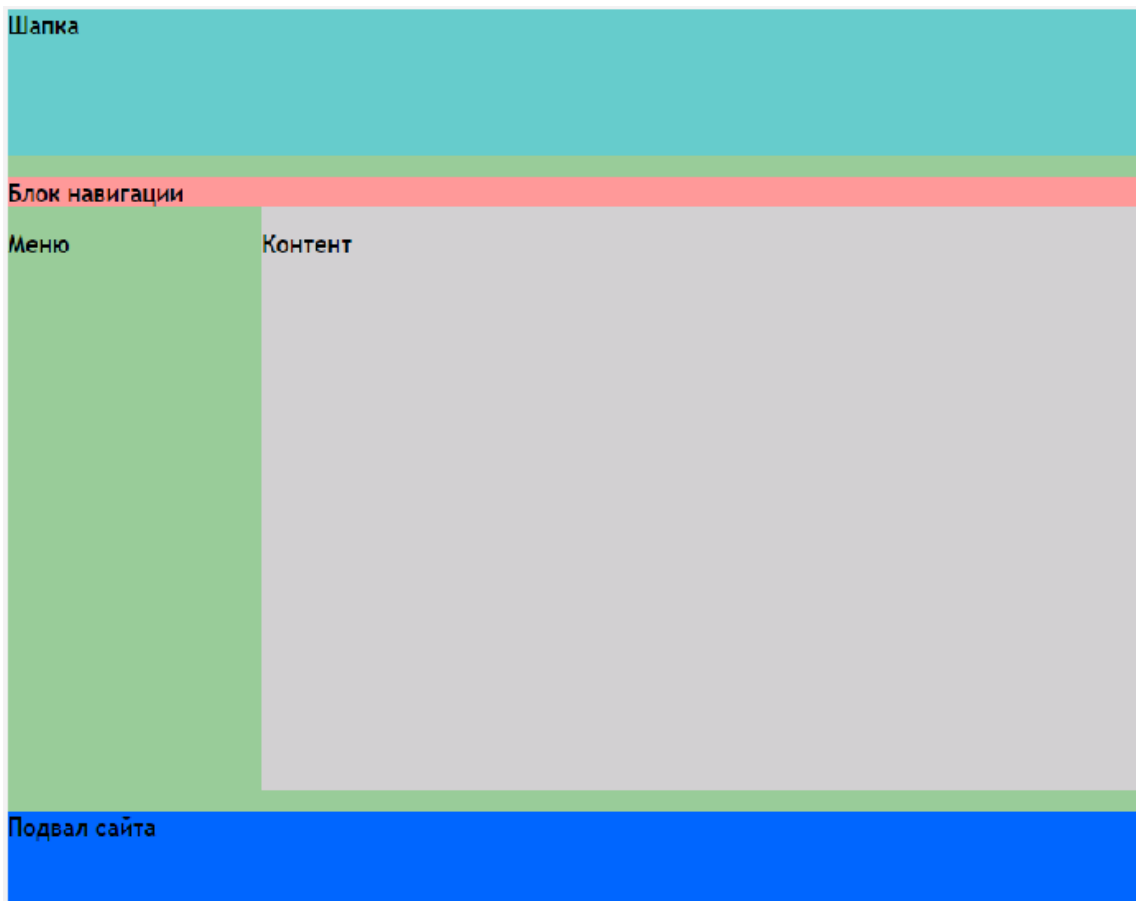 Шапка
Блок навигации
Меню
Контент
Подвал сайта